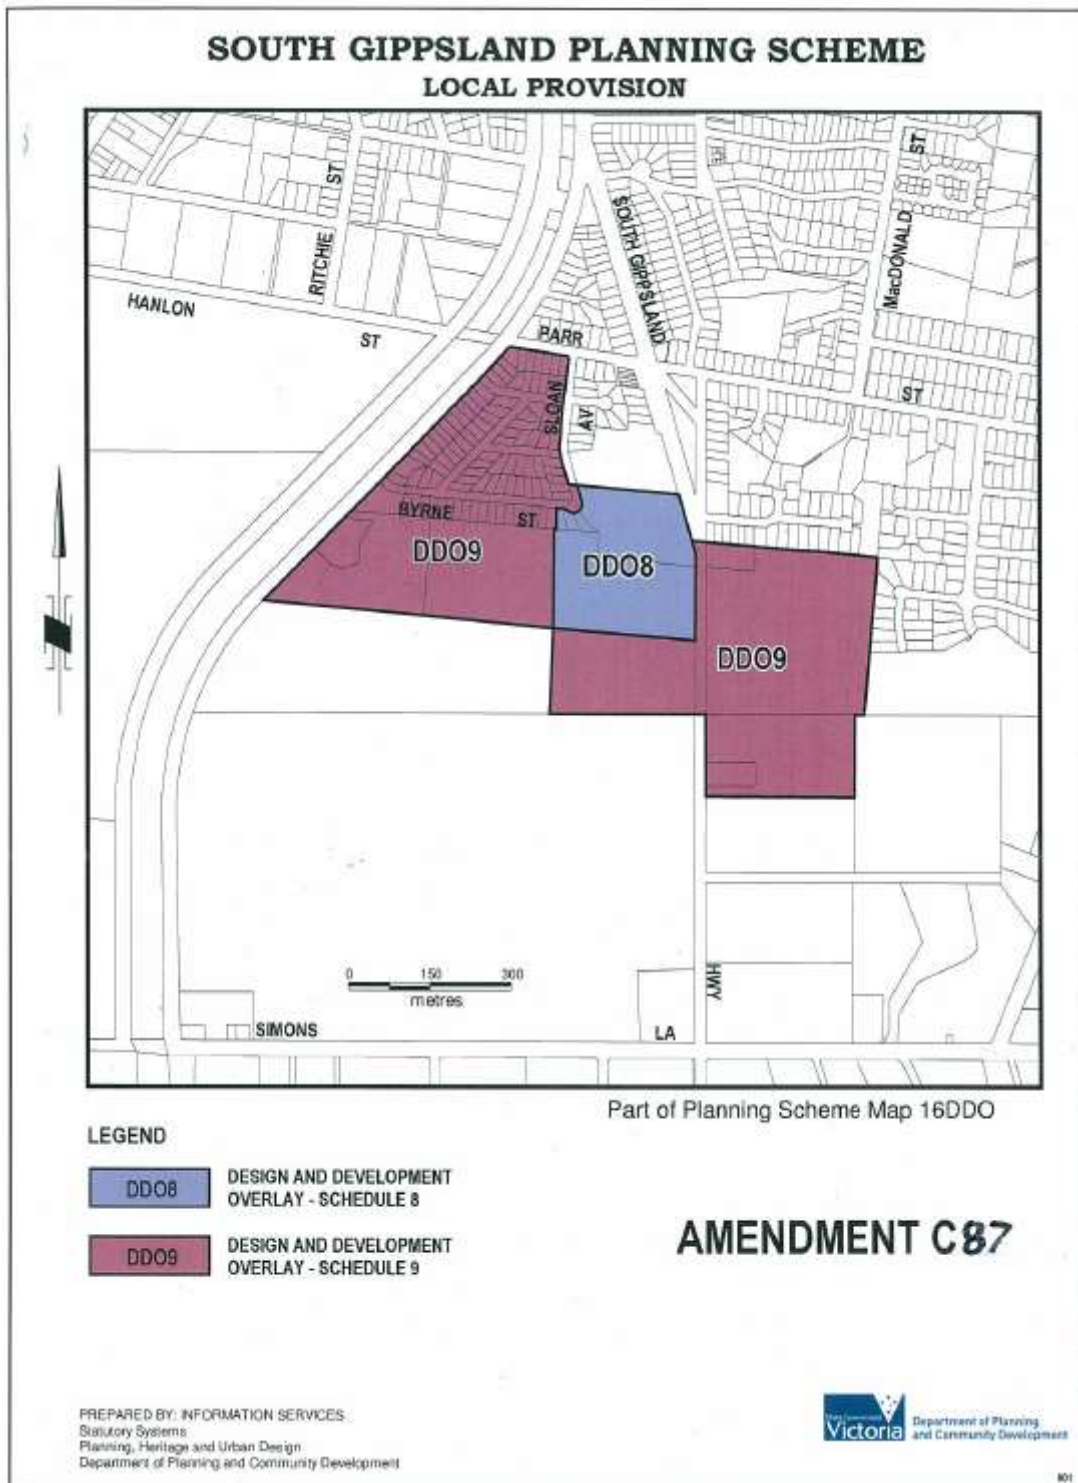 SOUTH GIPPSLAND PLANNING SCHEME
LOCAL PROVISION
ST
ST
RITCHIE
SOUTH GIPPSLAND
MacDONALD
HANLON
ST
PARR
ST
SLOAN
AV
BYRNE
ST
DDO9
DDO8
DDO9
0 150 300
metres
HWY
SIMONS
LA
Part of Planning Scheme Map 16DDO
LEGEND
DDO8
DESIGN AND DEVELOPMENT
OVERLAY - SCHEDULE 8
DDO9
DESIGN AND DEVELOPMENT
OVERLAY - SCHEDULE 9
AMENDMENT C87
PREPARED BY: INFORMATION SERVICES
Statutory Systems
Planning, Heritage and Urban Design
Department of Planning and Community Development
State Government
Victoria
Department of Planning
and Community Development